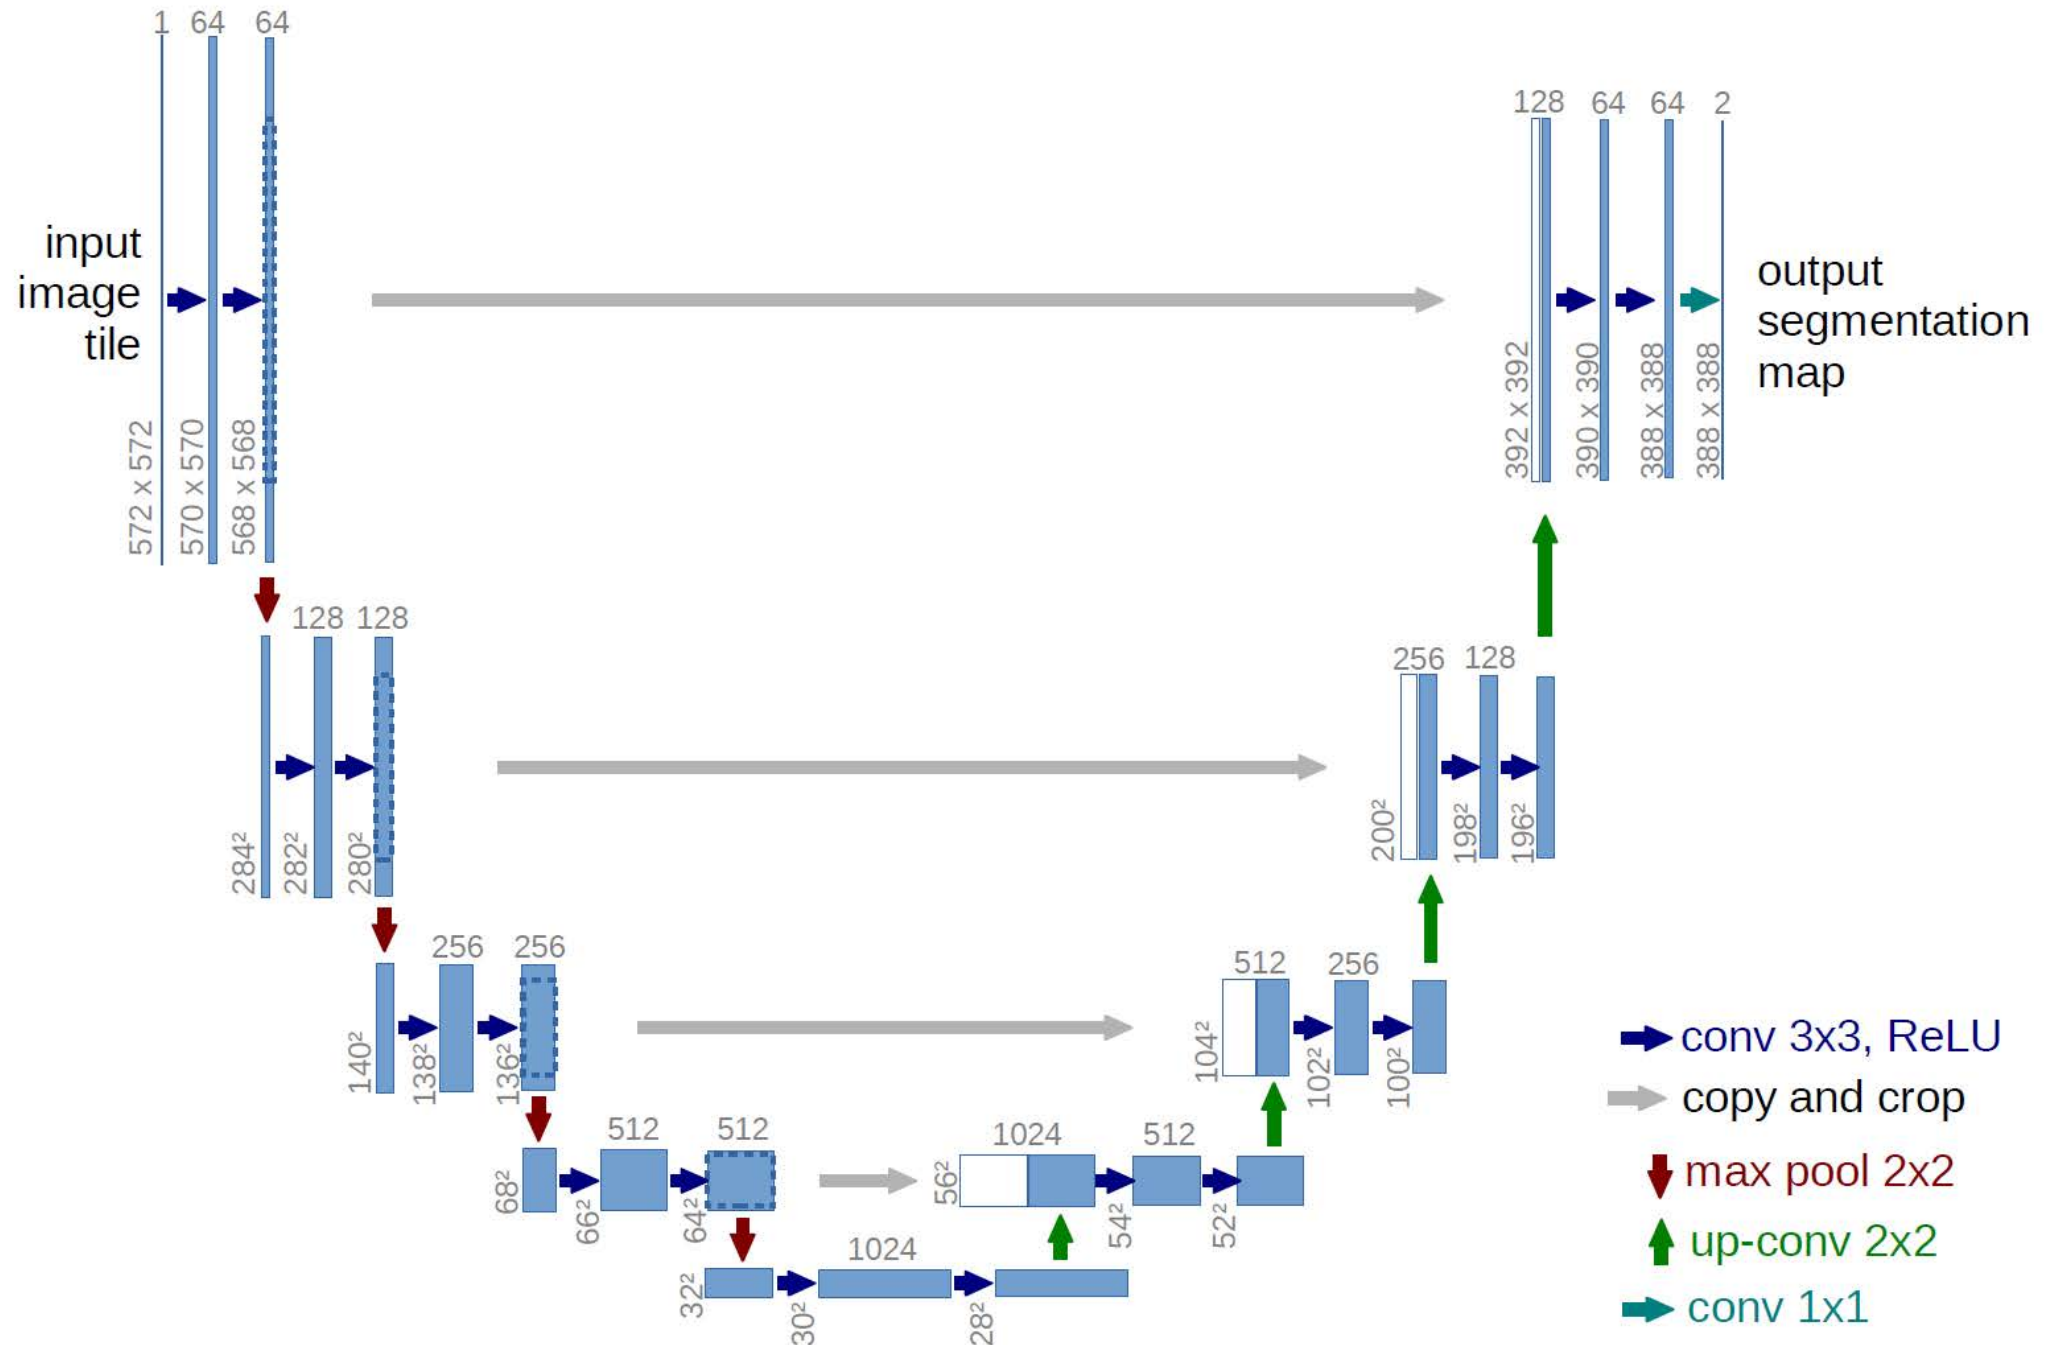 1 64 64
input
image
tile
572 x 572
570 x 570
568 x 568
128 64 64 2
392 x 392
390 x 390
388 x 388
388 x 388
output
segmentation
map
128 128
284²
282²
280²
256 128
200²
198²
196²
256 256
140²
138²
136²
512 256
104²
102²
100²
512 512
68²
66²
64²
1024 512
56²
54²
52²
1024
32²
30²
28²
conv 3x3, ReLU
copy and crop
max pool 2x2
up-conv 2x2
conv 1x1